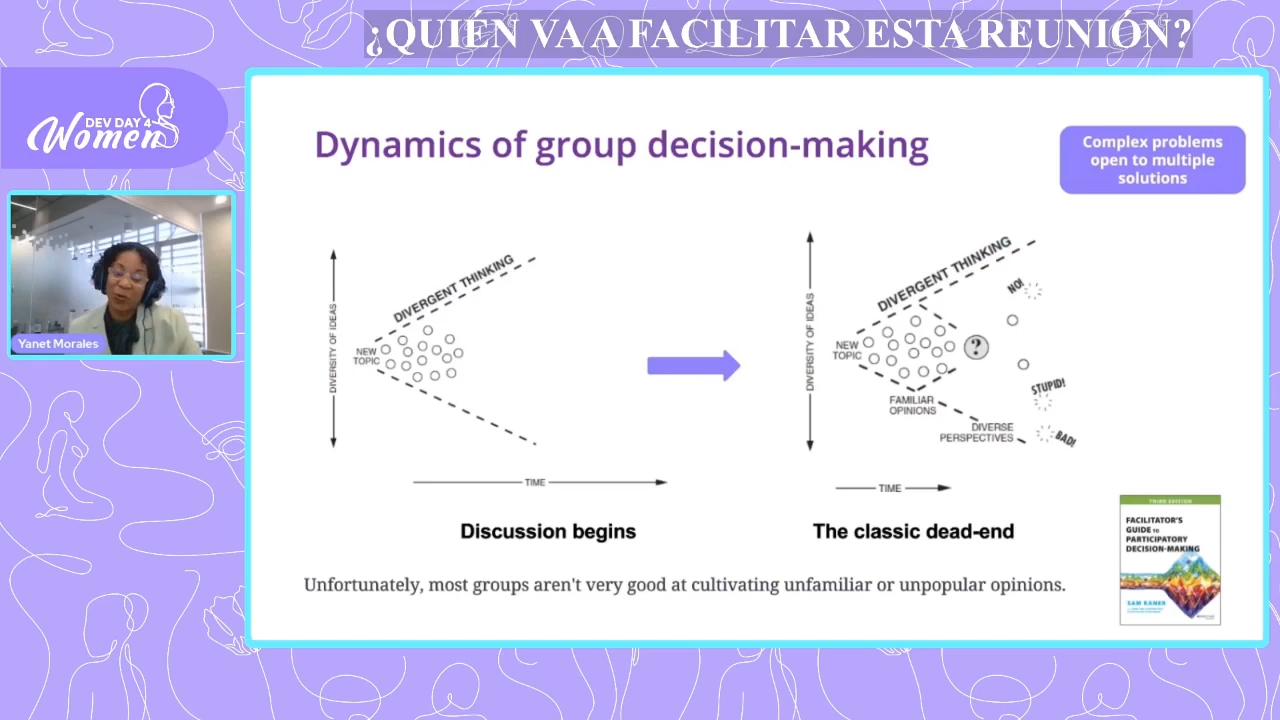 ¿QUIÉN VA A FACILITAR ESTA REUNIÓN?
DEV DAY 4
Women
Yanet Morales
Dynamics of group decision-making
Complex problems
open to multiple
solutions
DIVERSITY OF IDEAS
NEW
TOPIC
DIVERGENT THINKING
TIME
Discussion begins
DIVERSITY OF IDEAS
NEW
TOPIC
DIVERGENT THINKING
?
FAMILIAR
OPINIONS
DIVERSE
PERSPECTIVES
NO!
STUPID!
BAD!
TIME
The classic dead-end
Unfortunately, most groups aren't very good at cultivating unfamiliar or unpopular opinions.
THIRD EDITION
FACILITATOR'S
GUIDE TO
PARTICIPATORY
DECISION-MAKING
SAM KANER